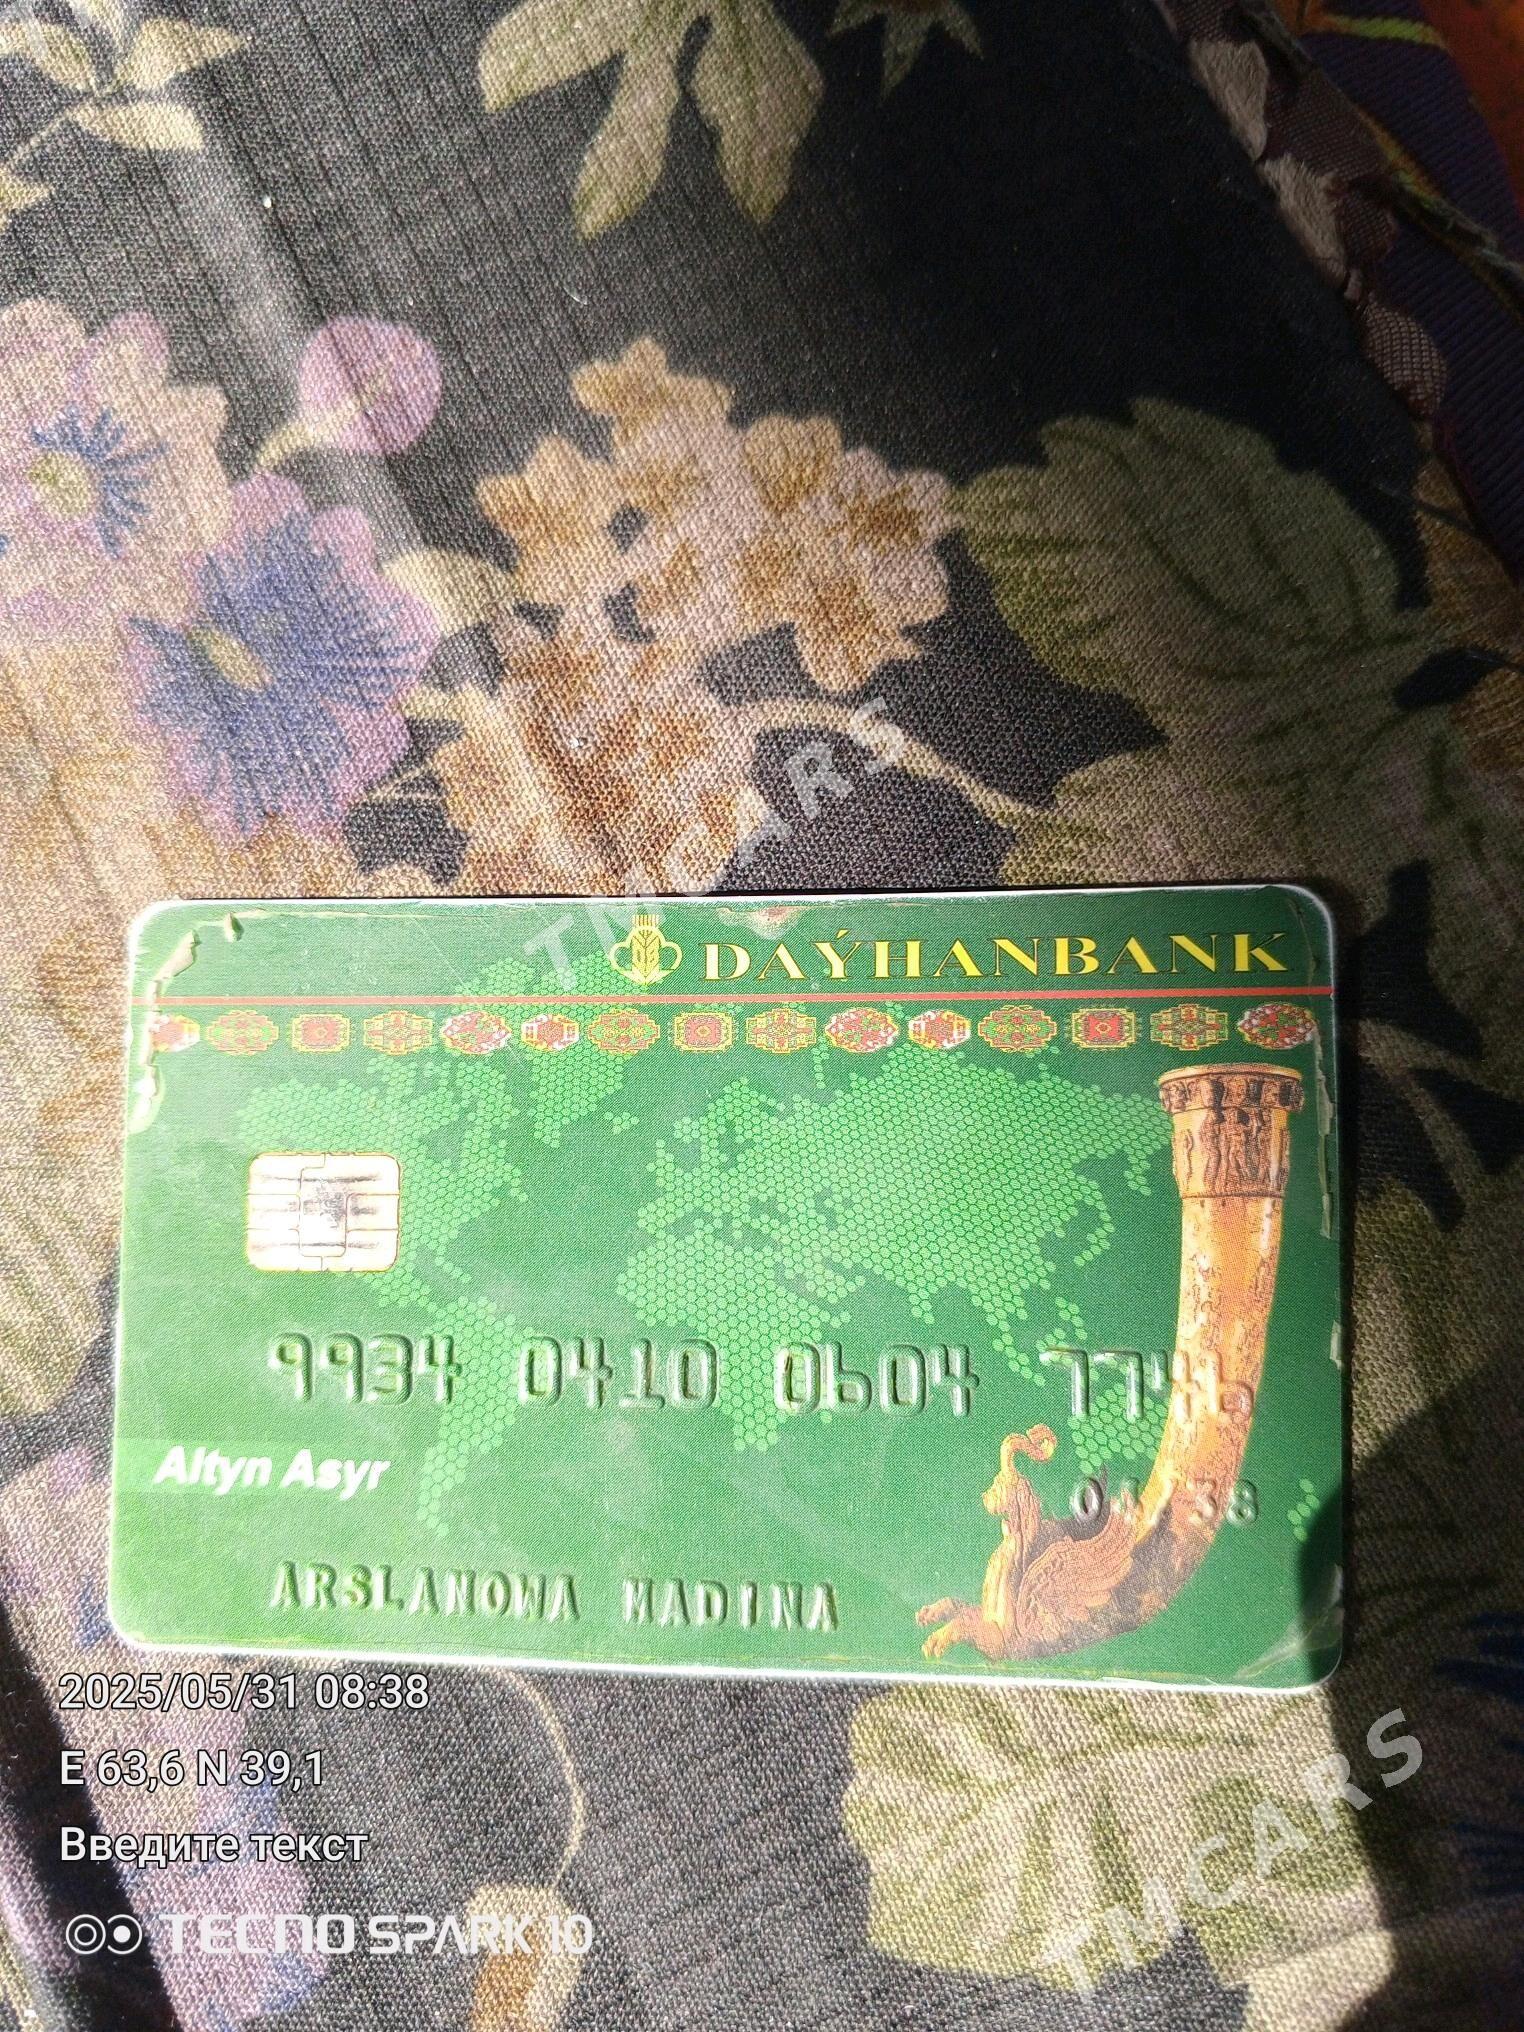 TMCARS
DAÝHANBANK
9934 0410 0604 7746
Altyn Asyr
ARSLANOWA MADINA
2025/05/31 08:38
E 63,6 N 39,1
Введите текст
TECNO SPARK 10
TMCARS